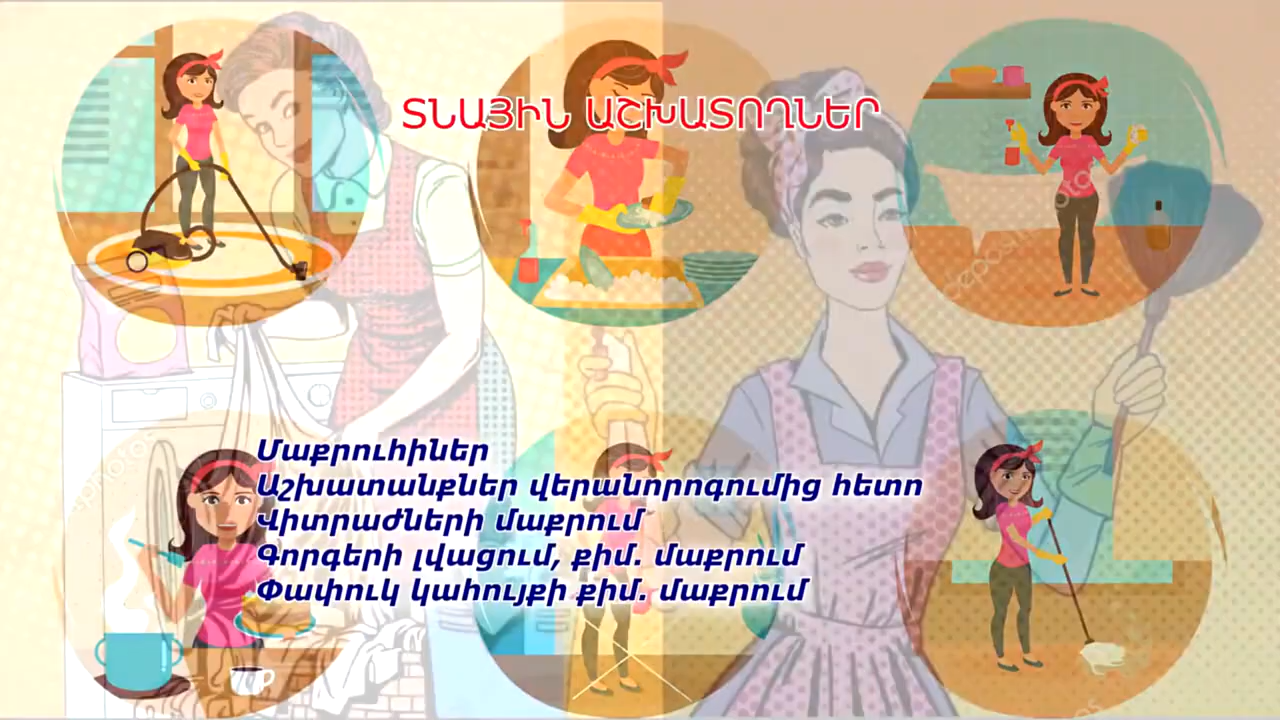 ՏՆԱՅԻՆ ԱՇԽԱՏՈՂՆԵՐ
Մաքրուհիներ
Աշխատանքներ վերանորոգումից հետո
Վիտրաժների մաքրում
Գորգերի լվացում, քիմ. մաքրում
Փափուկ կահույքի քիմ. մաքրում